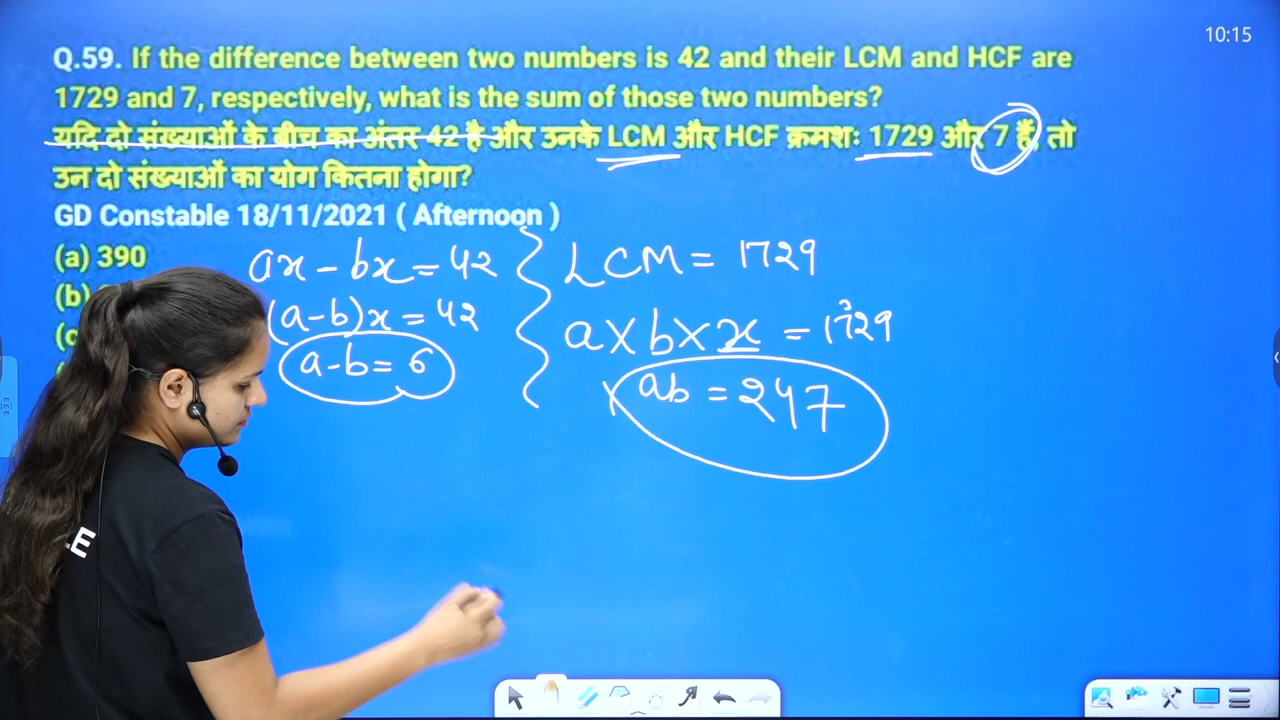 10:15
Q.59. If the difference between two numbers is 42 and their LCM and HCF are
1729 and 7, respectively, what is the sum of those two numbers?
यदि दो संख्याओं के बीच का अंतर 42 है और उनके LCM और HCF क्रमशः 1729 और 7 हैं, तो
उन दो संख्याओं का योग कितना होगा?
GD Constable 18/11/2021 ( Afternoon )
(a) 390
(b)
ax - bx = 42
(a-b)x = 42
a-b = 6
LCM = 1729
a x b x x = 1729
ab = 247
E